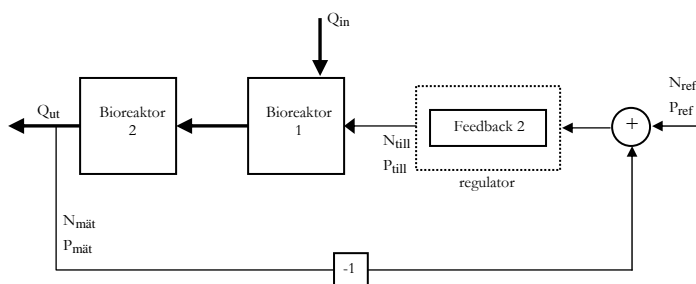 Qin
Qut
Bioreaktor
2
Bioreaktor
1
Feedback 2
regulator
Ntill
Ptill
+
Nref
Pref
Nmät
Pmät
-1